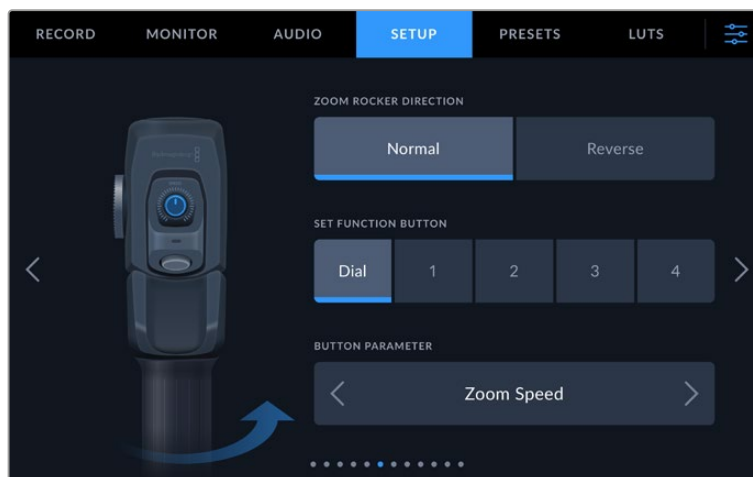 RECORD MONITOR AUDIO SETUP PRESETS LUTS
ZOOM ROCKER DIRECTION
Normal Reverse
SET FUNCTION BUTTON
Dial 1 2 3 4
BUTTON PARAMETER
Zoom Speed